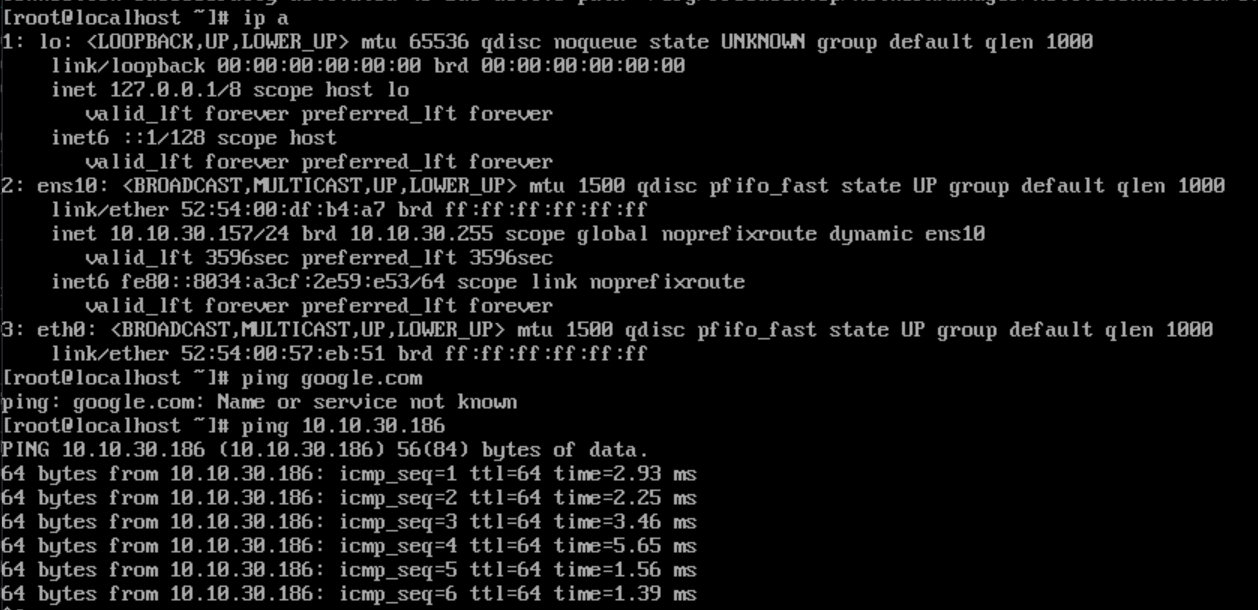 [root@localhost ~]# ip a
1: lo: <LOOPBACK,UP,LOWER_UP> mtu 65536 qdisc noqueue state UNKNOWN group default qlen 1000
link/loopback 00:00:00:00:00:00 brd 00:00:00:00:00:00
inet 127.0.0.1/8 scope host lo
valid_lft forever preferred_lft forever
inet6 ::1/128 scope host
valid_lft forever preferred_lft forever
2: ens10: <BROADCAST,MULTICAST,UP,LOWER_UP> mtu 1500 qdisc pfifo_fast state UP group default qlen 1000
link/ether 52:54:00:df:b4:a7 brd ff:ff:ff:ff:ff:ff
inet 10.10.30.157/24 brd 10.10.30.255 scope global noprefixroute dynamic ens10
valid_lft 3596sec preferred_lft 3596sec
inet6 fe80::8034:a3cf:2e59:e53/64 scope link noprefixroute
valid_lft forever preferred_lft forever
3: eth0: <BROADCAST,MULTICAST,UP,LOWER_UP> mtu 1500 qdisc pfifo_fast state UP group default qlen 1000
link/ether 52:54:00:57:eb:51 brd ff:ff:ff:ff:ff:ff
[root@localhost ~]# ping google.com
ping: google.com: Name or service not known
[root@localhost ~]# ping 10.10.30.186
PING 10.10.30.186 (10.10.30.186) 56(84) bytes of data.
64 bytes from 10.10.30.186: icmp_seq=1 ttl=64 time=2.93 ms
64 bytes from 10.10.30.186: icmp_seq=2 ttl=64 time=2.25 ms
64 bytes from 10.10.30.186: icmp_seq=3 ttl=64 time=3.46 ms
64 bytes from 10.10.30.186: icmp_seq=4 ttl=64 time=5.65 ms
64 bytes from 10.10.30.186: icmp_seq=5 ttl=64 time=1.56 ms
64 bytes from 10.10.30.186: icmp_seq=6 ttl=64 time=1.39 ms